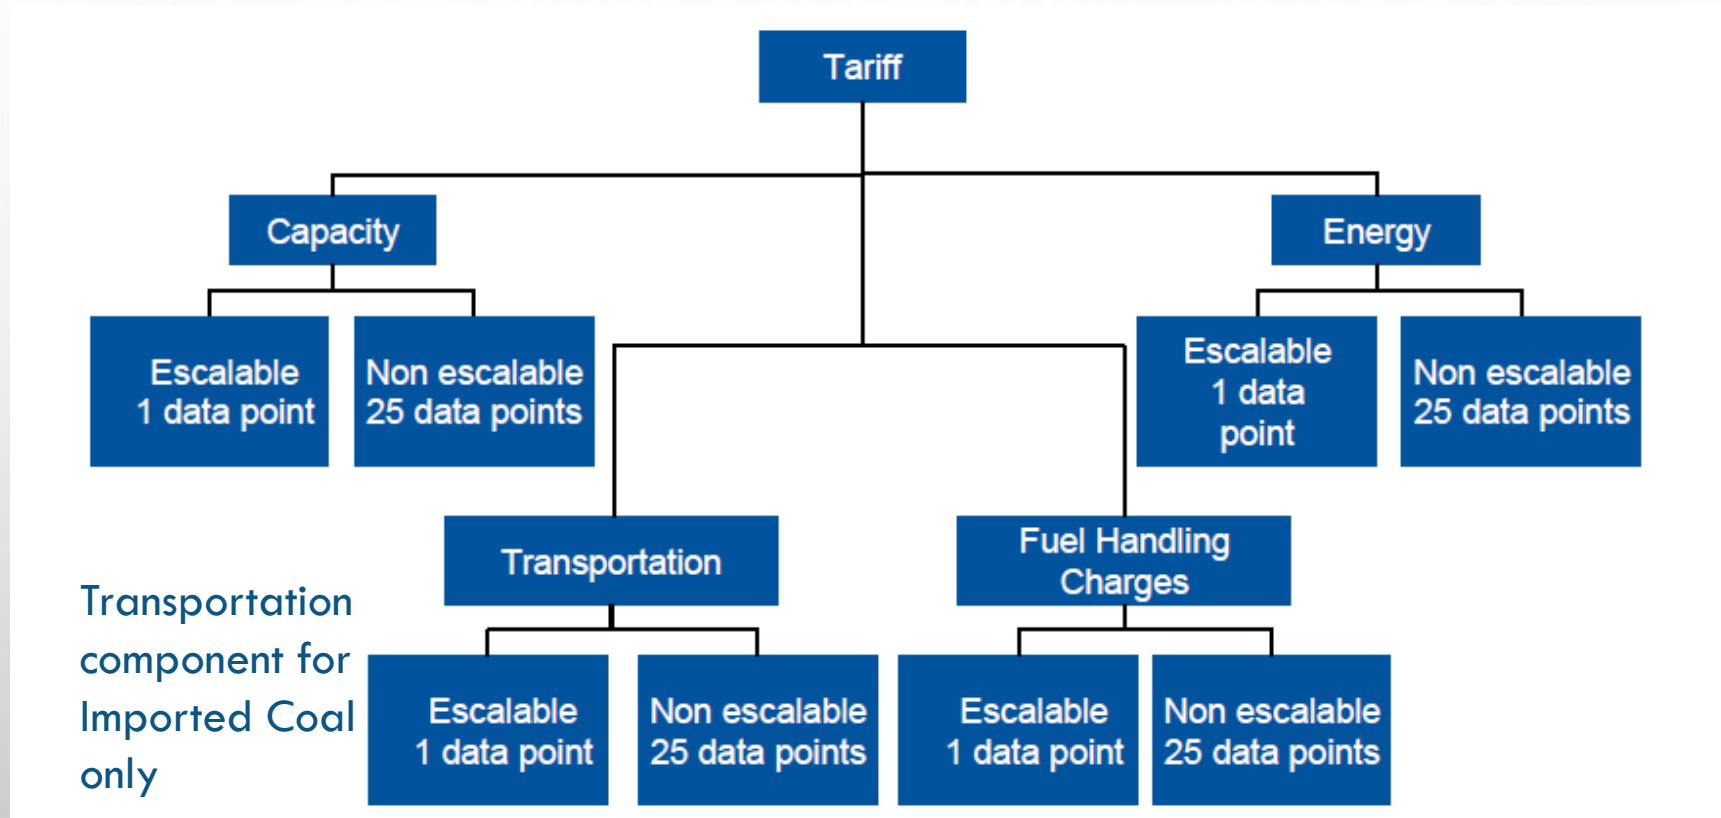 Tariff
Capacity
Energy
Escalable
1 data point
Non escalable
25 data points
Escalable
1 data
point
Non escalable
25 data points
Transportation
Fuel Handling
Charges
Transportation
component for
Imported Coal
only
Escalable
1 data point
Non escalable
25 data points
Escalable
1 data point
Non escalable
25 data points